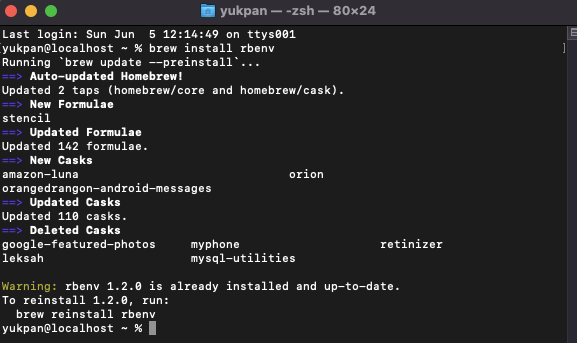 yukpan — -zsh — 80×24
Last login: Sun Jun  5 12:14:49 on ttys001
[yukpan@localhost ~ % brew install rbenv ]
Running `brew update --preinstall`...
==> Auto-updated Homebrew!
Updated 2 taps (homebrew/core and homebrew/cask).
==> New Formulae
stencil
==> Updated Formulae
Updated 142 formulae.
==> New Casks
amazon-luna orion
orangedrangon-android-messages
==> Updated Casks
Updated 110 casks.
==> Deleted Casks
google-featured-photos myphone retinizer
leksah mysql-utilities
Warning: rbenv 1.2.0 is already installed and up-to-date.
To reinstall 1.2.0, run:
  brew reinstall rbenv
yukpan@localhost ~ %